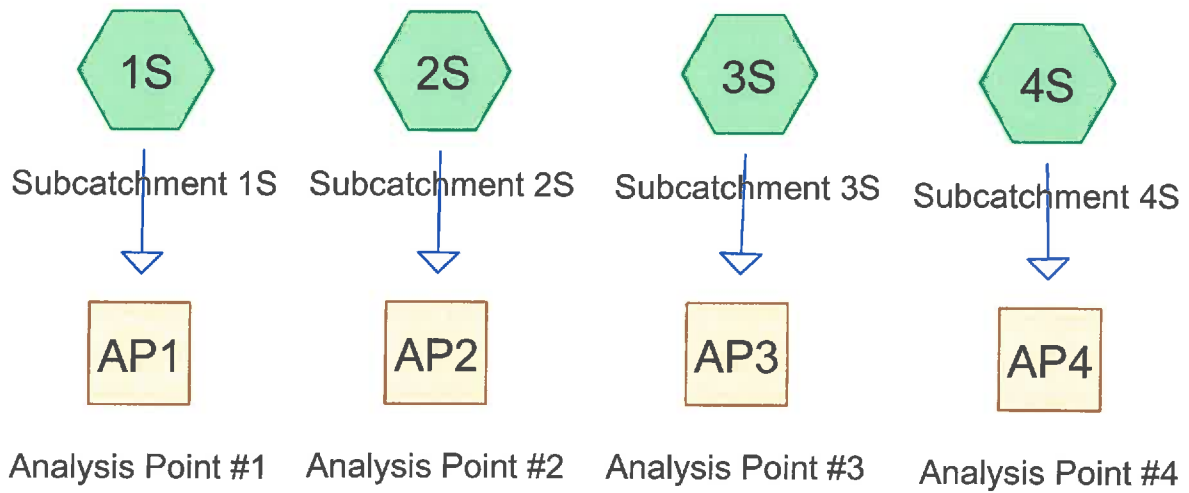 1S
2S
3S
4S
Subcatchment 1S
Subcatchment 2S
Subcatchment 3S
Subcatchment 4S
AP1
AP2
AP3
AP4
Analysis Point #1
Analysis Point #2
Analysis Point #3
Analysis Point #4